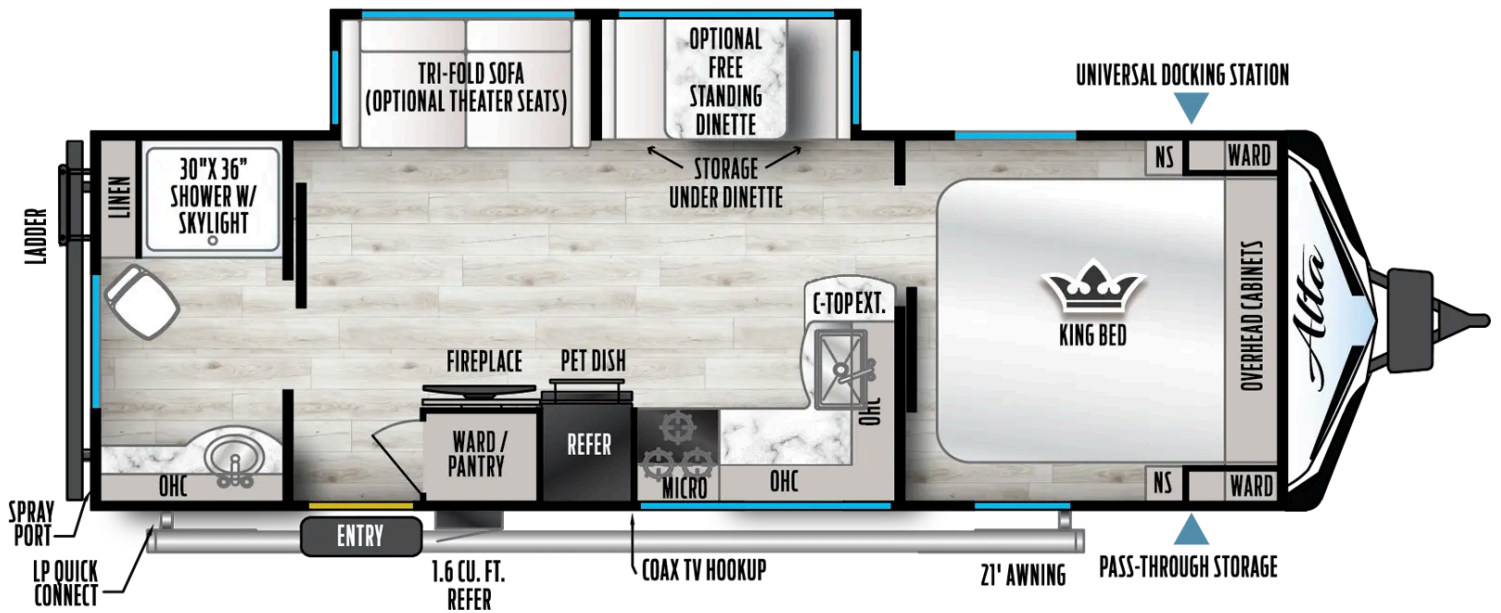 TRI-FOLD SOFA
(OPTIONAL THEATER SEATS)
OPTIONAL
FREE
STANDING
DINETTE
UNIVERSAL DOCKING STATION
STORAGE
UNDER DINETTE
LADDER
LINEN
30"X 36"
SHOWER W/
SKYLIGHT
NS
WARD
C-TOP EXT.
KING BED
OVERHEAD CABINETS
Alta
FIREPLACE
PET DISH
WARD /
PANTRY
REFER
MICRO
OHC
OHC
OHC
NS
WARD
SPRAY
PORT
LP QUICK
CONNECT
ENTRY
1.6 CU. FT.
REFER
COAX TV HOOKUP
21' AWNING
PASS-THROUGH STORAGE